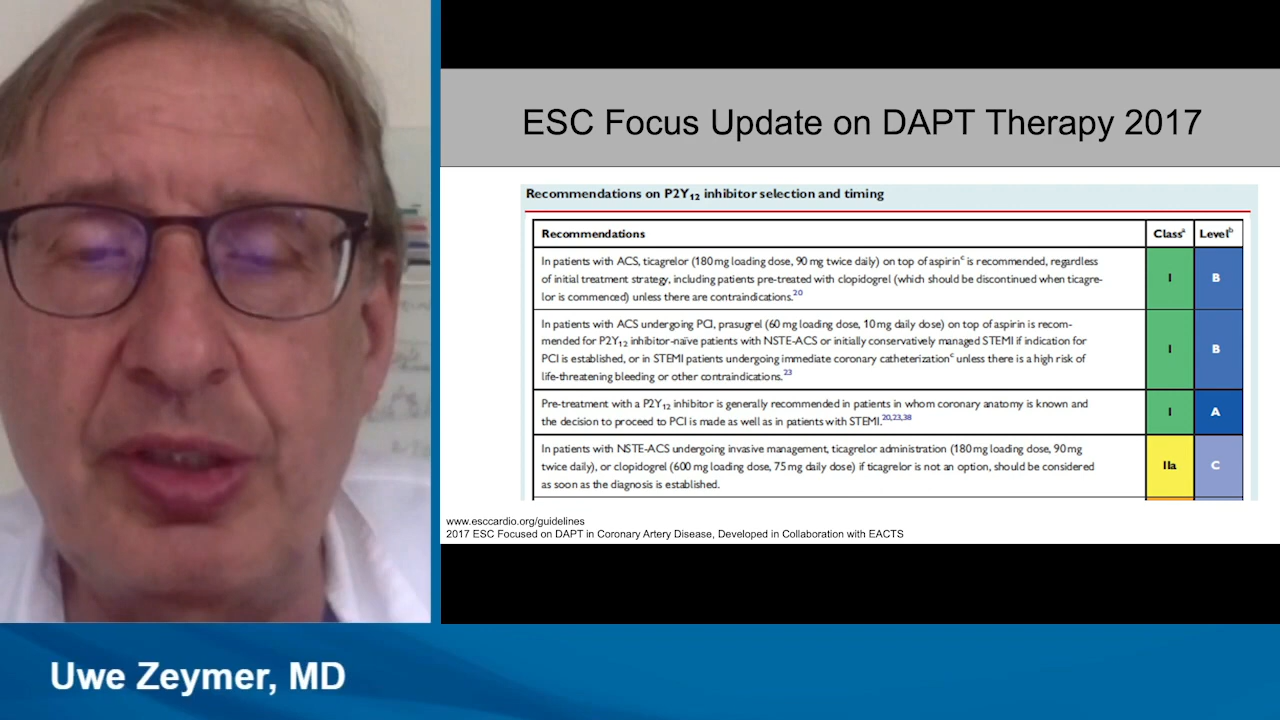 ESC Focus Update on DAPT Therapy 2017
Recommendations on P2Y12 inhibitor selection and timing
Recommendations Classa Levelb
In patients with ACS, ticagrelor (180 mg loading dose, 90 mg twice daily) on top of aspirinc is recommended, regardless
of initial treatment strategy, including patients pre-treated with clopidogrel (which should be discontinued when ticagre-
lor is commenced) unless there are contraindications.20
I B
In patients with ACS undergoing PCI, prasugrel (60 mg loading dose, 10 mg daily dose) on top of aspirin is recom-
mended for P2Y12 inhibitor-naïve patients with NSTE-ACS or initially conservatively managed STEMI if indication for
PCI is established, or in STEMI patients undergoing immediate coronary catheterizationc unless there is a high risk of
life-threatening bleeding or other contraindications.23
I B
Pre-treatment with a P2Y12 inhibitor is generally recommended in patients in whom coronary anatomy is known and
the decision to proceed to PCI is made as well as in patients with STEMI.20,23,38
I A
In patients with NSTE-ACS undergoing invasive management, ticagrelor administration (180 mg loading dose, 90 mg
twice daily), or clopidogrel (600 mg loading dose, 75 mg daily dose) if ticagrelor is not an option, should be considered
as soon as the diagnosis is established.
IIa C
www.esccardio.org/guidelines
2017 ESC Focused on DAPT in Coronary Artery Disease, Developed in Collaboration with EACTS
Uwe Zeymer, MD